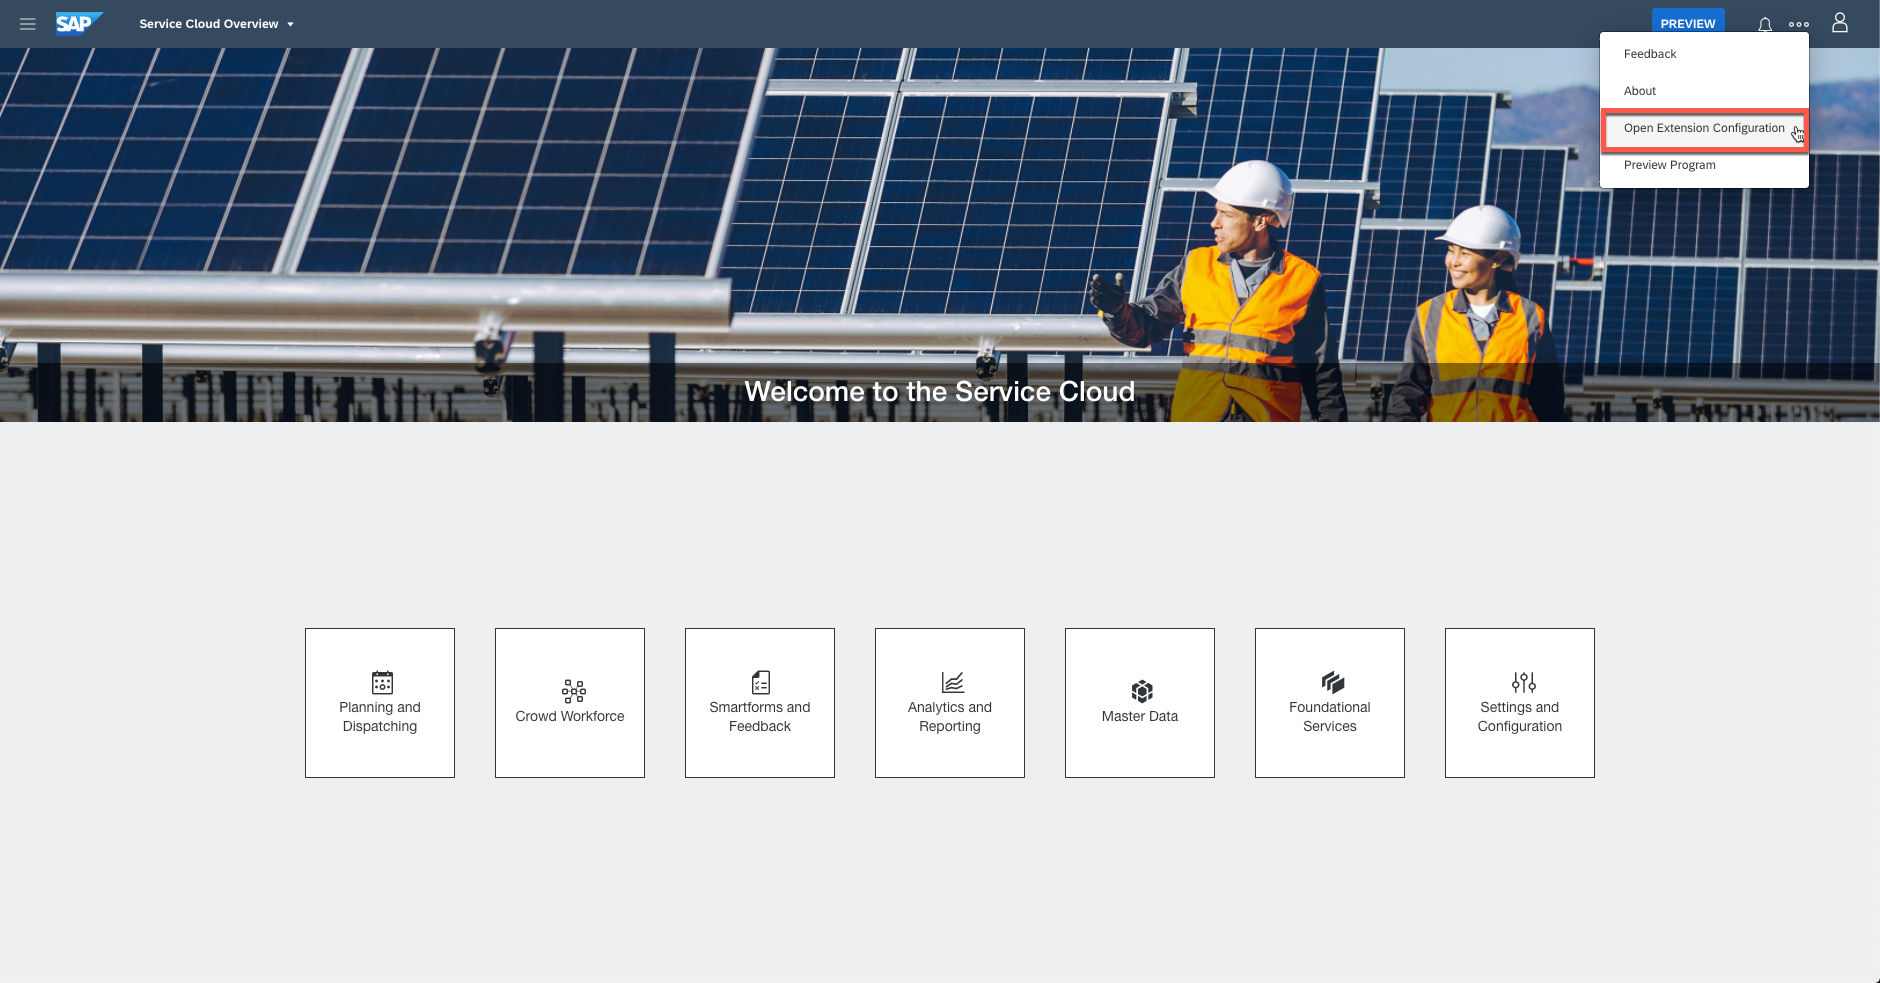 SAP
Service Cloud Overview
PREVIEW
Feedback
About
Open Extension Configuration
Preview Program
Welcome to the Service Cloud
Planning and
Dispatching
Crowd Workforce
Smartforms and
Feedback
Analytics and
Reporting
Master Data
Foundational
Services
Settings and
Configuration